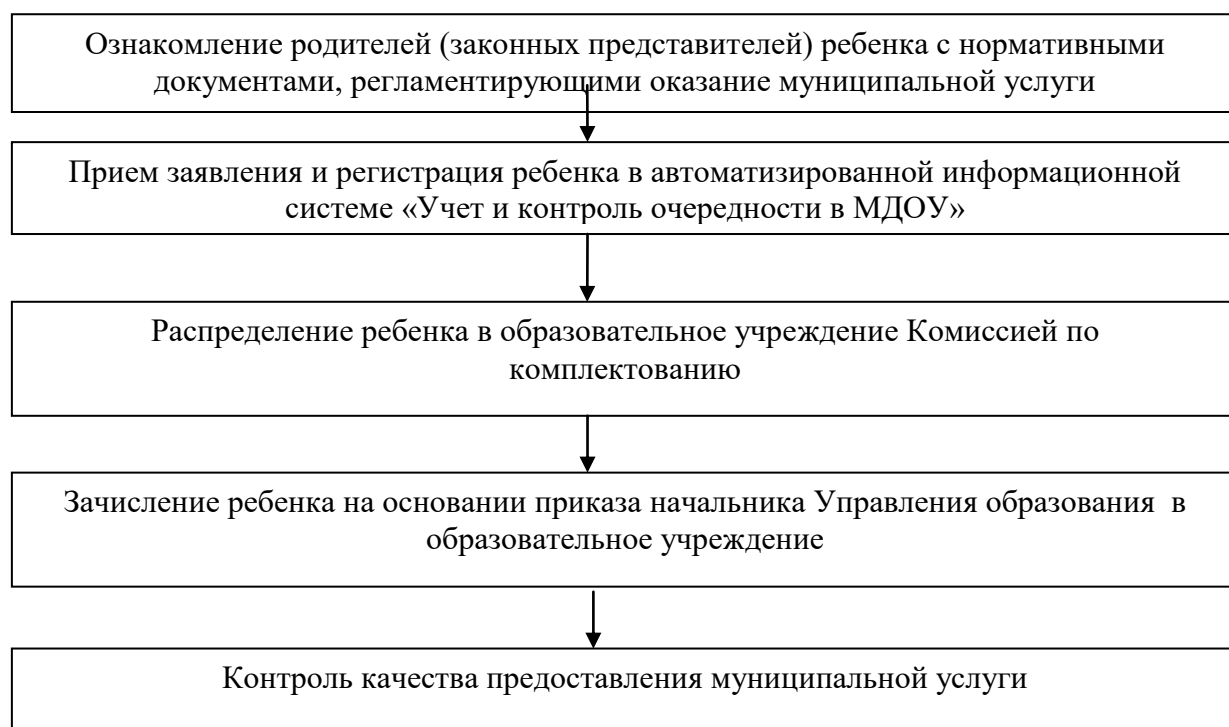 Ознакомление родителей (законных представителей) ребенка с нормативными
документами, регламентирующими оказание муниципальной услуги
Прием заявления и регистрация ребенка в автоматизированной информационной
системе «Учет и контроль очередности в МДОУ»
Распределение ребенка в образовательное учреждение Комиссией по
комплектованию
Зачисление ребенка на основании приказа начальника Управления образования в
образовательное учреждение
Контроль качества предоставления муниципальной услуги